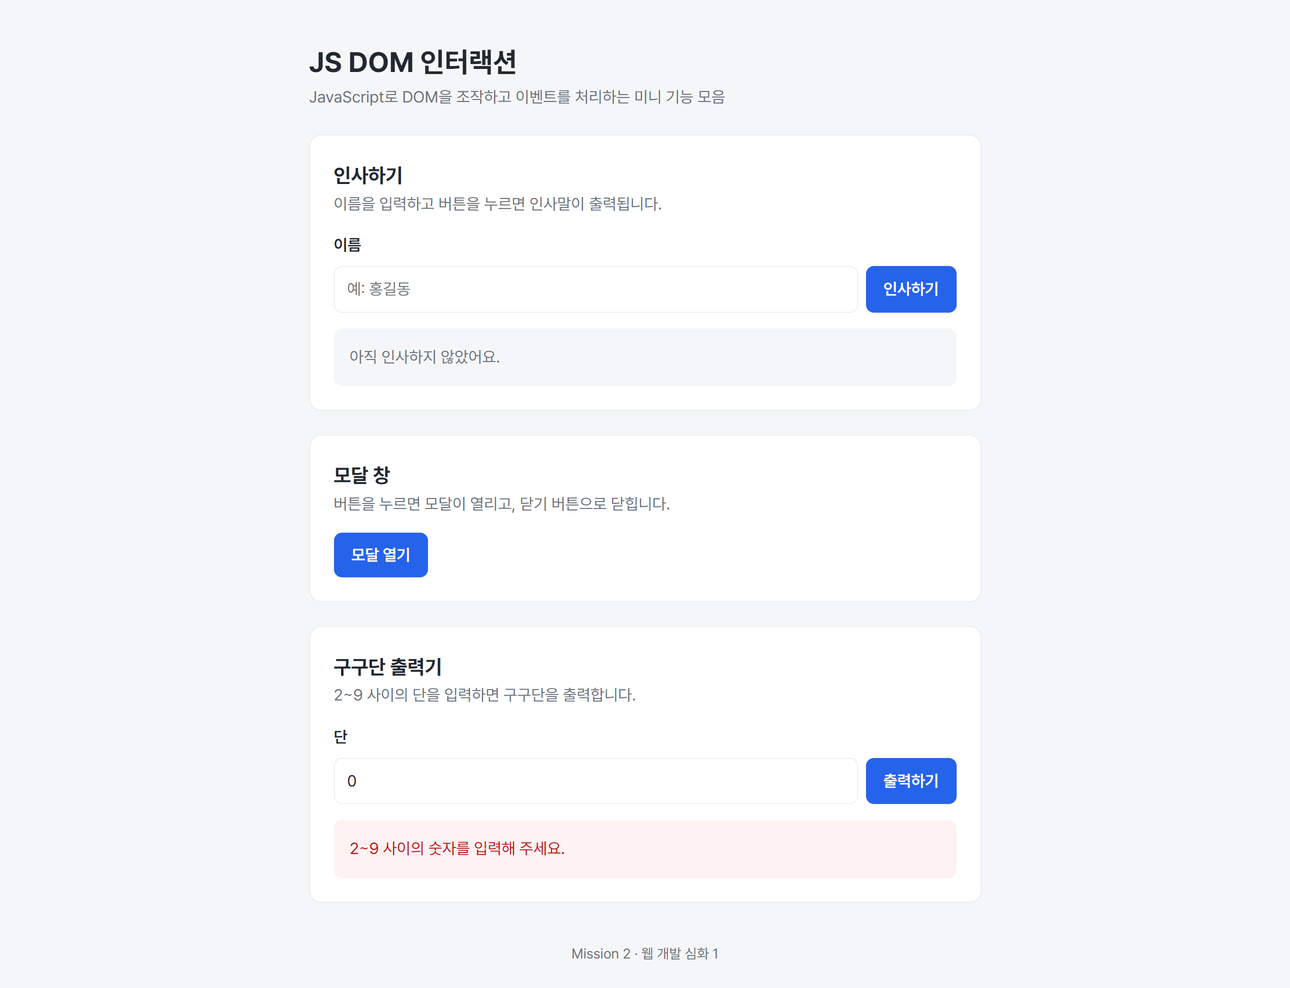 JS DOM 인터랙션
JavaScript로 DOM을 조작하고 이벤트를 처리하는 미니 기능 모음
인사하기
이름을 입력하고 버튼을 누르면 인사말이 출력됩니다.
이름
예: 홍길동
인사하기
아직 인사하지 않았어요.
모달 창
버튼을 누르면 모달이 열리고, 닫기 버튼으로 닫힙니다.
모달 열기
구구단 출력기
2~9 사이의 단을 입력하면 구구단을 출력합니다.
단
0
출력하기
2~9 사이의 숫자를 입력해 주세요.
Mission 2 · 웹 개발 심화 1